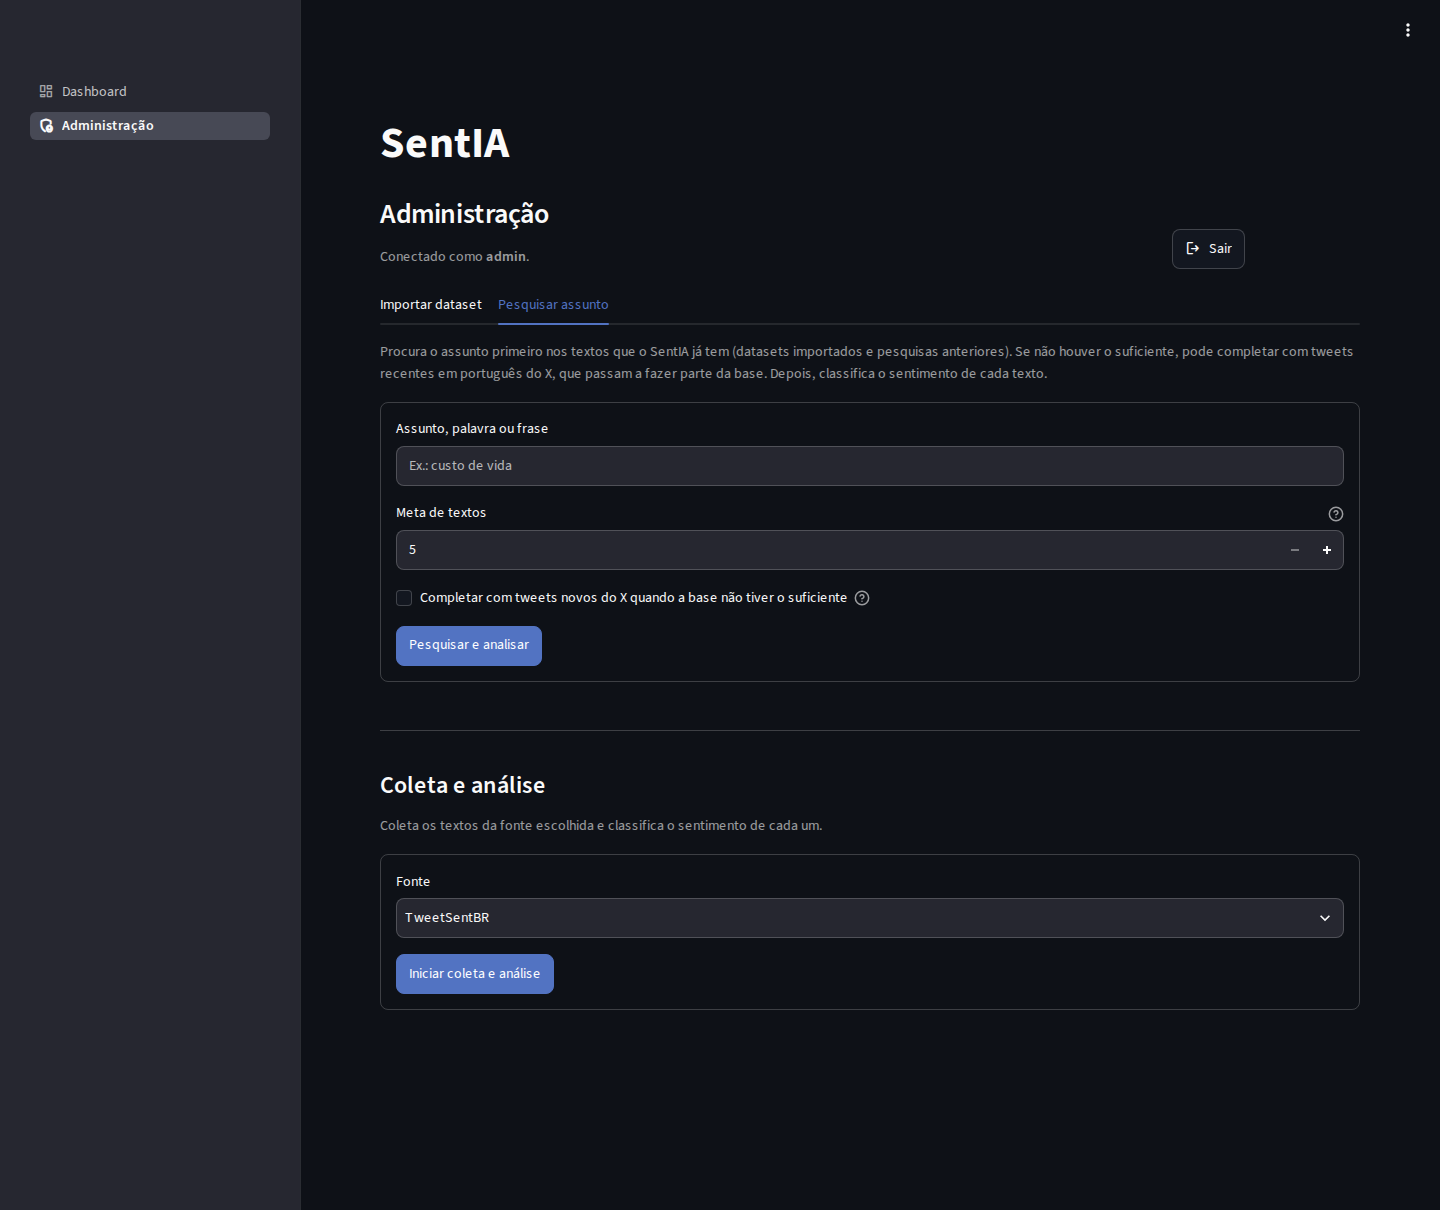 Dashboard
Administração
SentIA
Administração
Conectado como admin.
Sair
Importar dataset
Pesquisar assunto
Procura o assunto primeiro nos textos que o SentIA já tem (datasets importados e pesquisas anteriores). Se não houver o suficiente, pode completar com tweets
recentes em português do X, que passam a fazer parte da base. Depois, classifica o sentimento de cada texto.
Assunto, palavra ou frase
Ex.: custo de vida
Meta de textos
5
Completar com tweets novos do X quando a base não tiver o suficiente
Pesquisar e analisar
Coleta e análise
Coleta os textos da fonte escolhida e classifica o sentimento de cada um.
Fonte
TweetSentBR
Iniciar coleta e análise